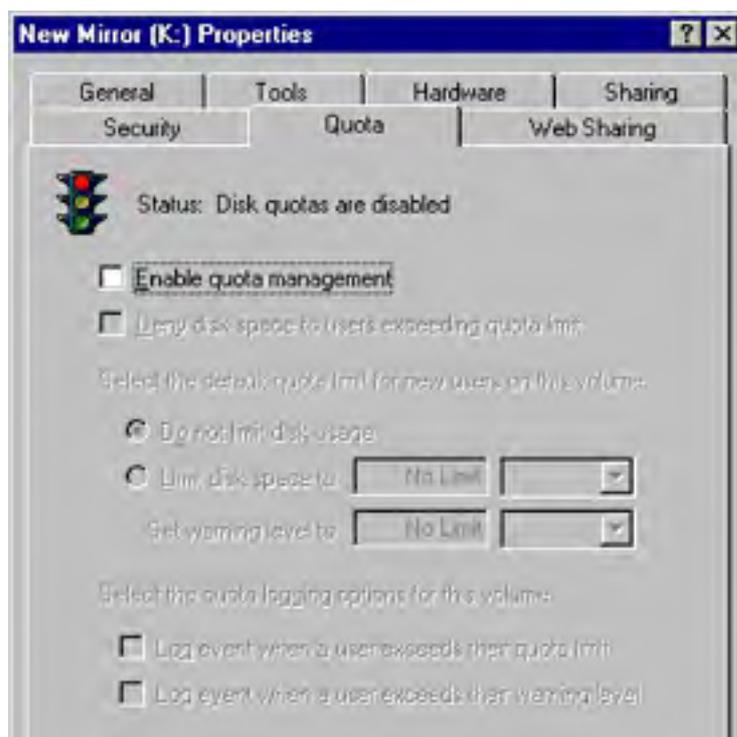 New Mirror (K:) Properties
General Tools Hardware Sharing
Security Quota Web Sharing
Status: Disk quotas are disabled
Enable quota management
Deny disk space to users exceeding quota limit
Select the default quota limit for new users on this volume:
Do not limit disk usage
Limit disk space to No Limit
Set warning level to No Limit
Select the quota logging options for this volume:
Log event when a user exceeds their quota limit
Log event when a user exceeds their warning level